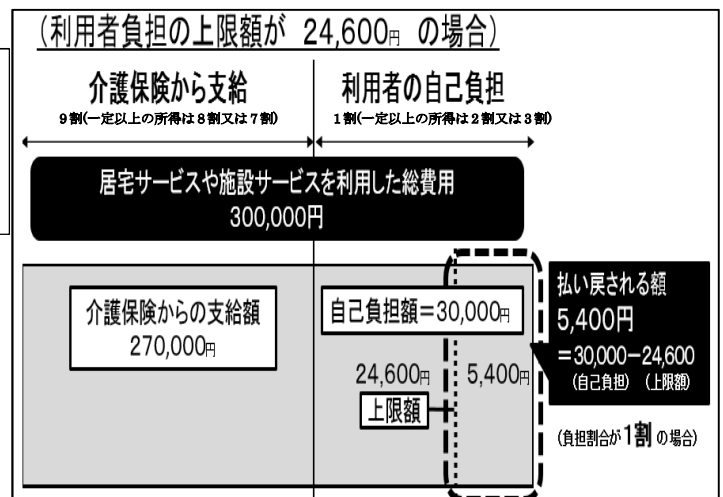 (利用者負担の上限額が 24,600円 の場合)
介護保険から支給
9割(一定以上の所得は8割又は7割)
利用者の自己負担
1割(一定以上の所得は2割又は3割)
居宅サービスや施設サービスを利用した総費用
300,000円
介護保険からの支給額
270,000円
自己負担額=30,000円
24,600円
5,400円
上限額
払い戻される額
5,400円
=30,000-24,600
(自己負担) (上限額)
(負担割合が1割の場合)